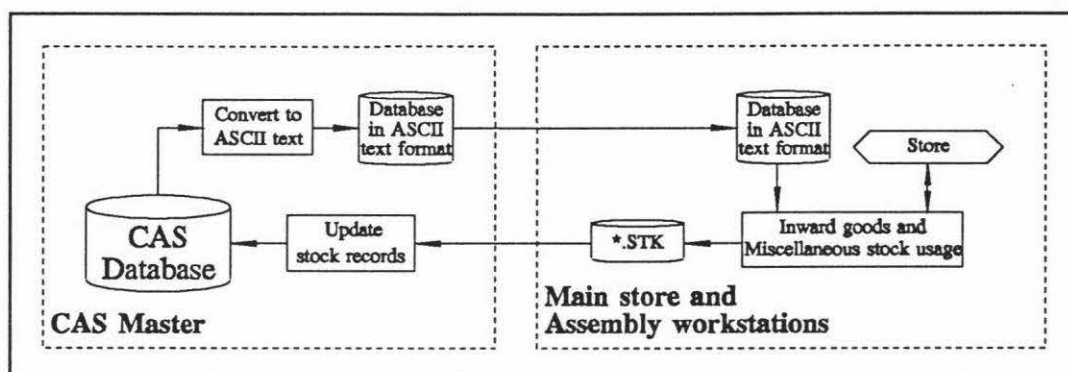 Convert to
ASCII text
Database
in ASCII
text format
Database
in ASCII
text format
Store
CAS
Database
Update
stock records
*.STK
Inward goods and
Miscellaneous stock usage
CAS Master
Main store and
Assembly workstations